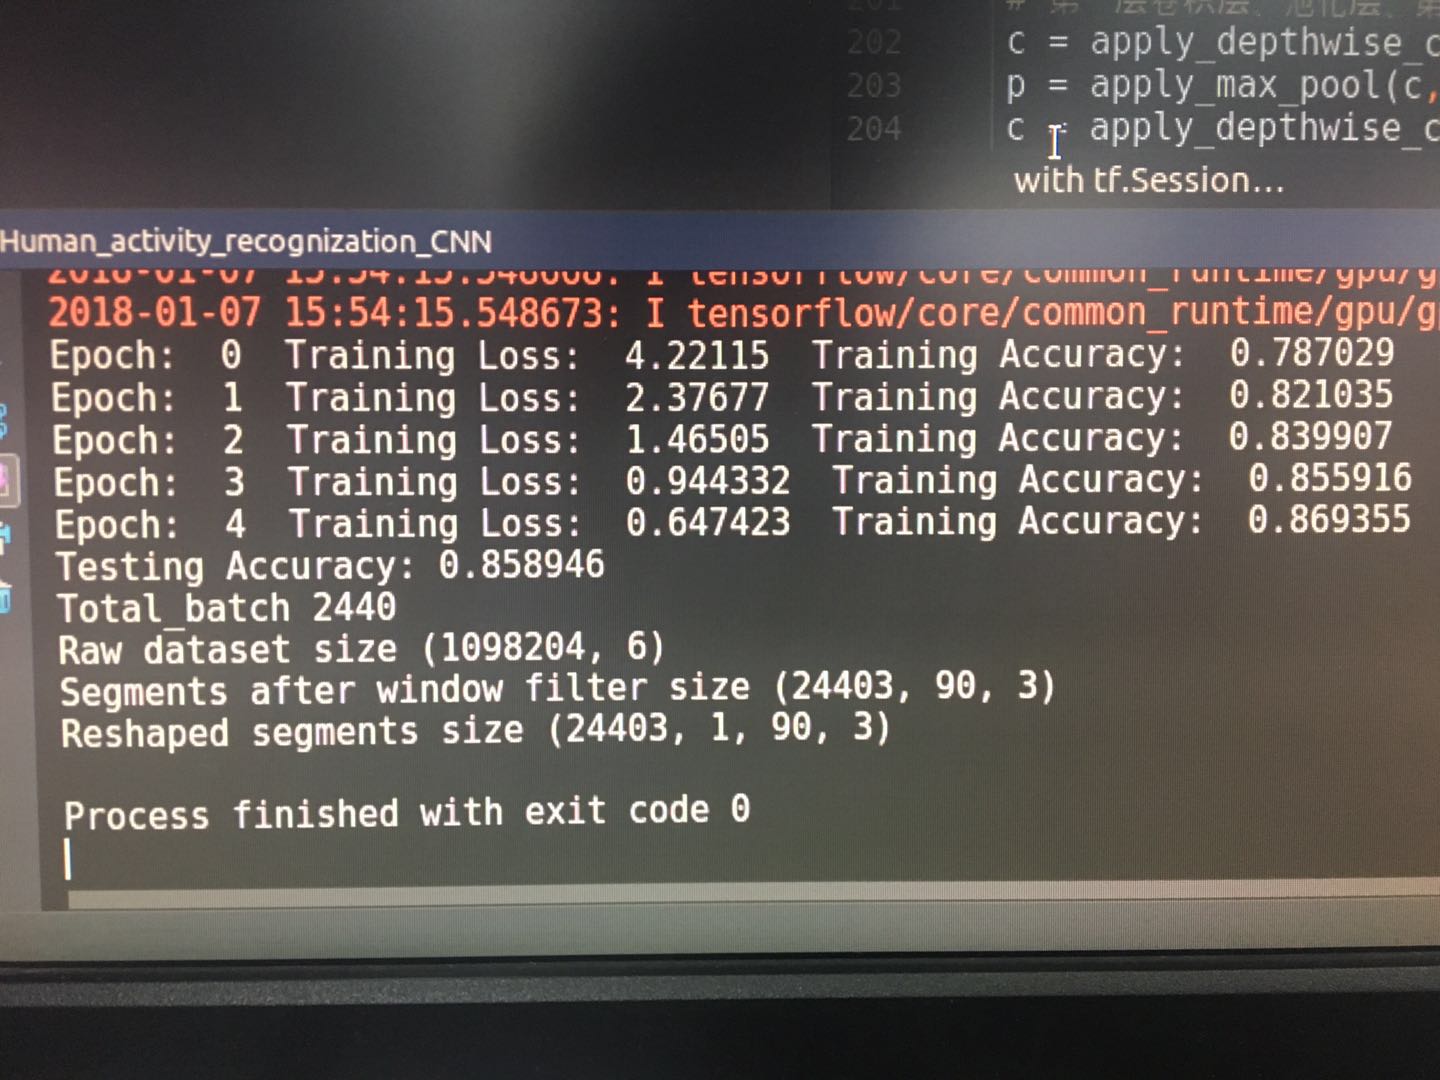 202 c = apply_depthwise_c
203 p = apply_max_pool(c,
204 c = apply_depthwise_c
with tf.Session...
Human_activity_recognization_CNN
2018-01-07 15:54:15.548673: I tensorflow/core/common_runtime/gpu/g
Epoch: 0 Training Loss: 4.22115 Training Accuracy: 0.787029
Epoch: 1 Training Loss: 2.37677 Training Accuracy: 0.821035
Epoch: 2 Training Loss: 1.46505 Training Accuracy: 0.839907
Epoch: 3 Training Loss: 0.944332 Training Accuracy: 0.855916
Epoch: 4 Training Loss: 0.647423 Training Accuracy: 0.869355
Testing Accuracy: 0.858946
Total_batch 2440
Raw dataset size (1098204, 6)
Segments after window filter size (24403, 90, 3)
Reshaped segments size (24403, 1, 90, 3)
Process finished with exit code 0